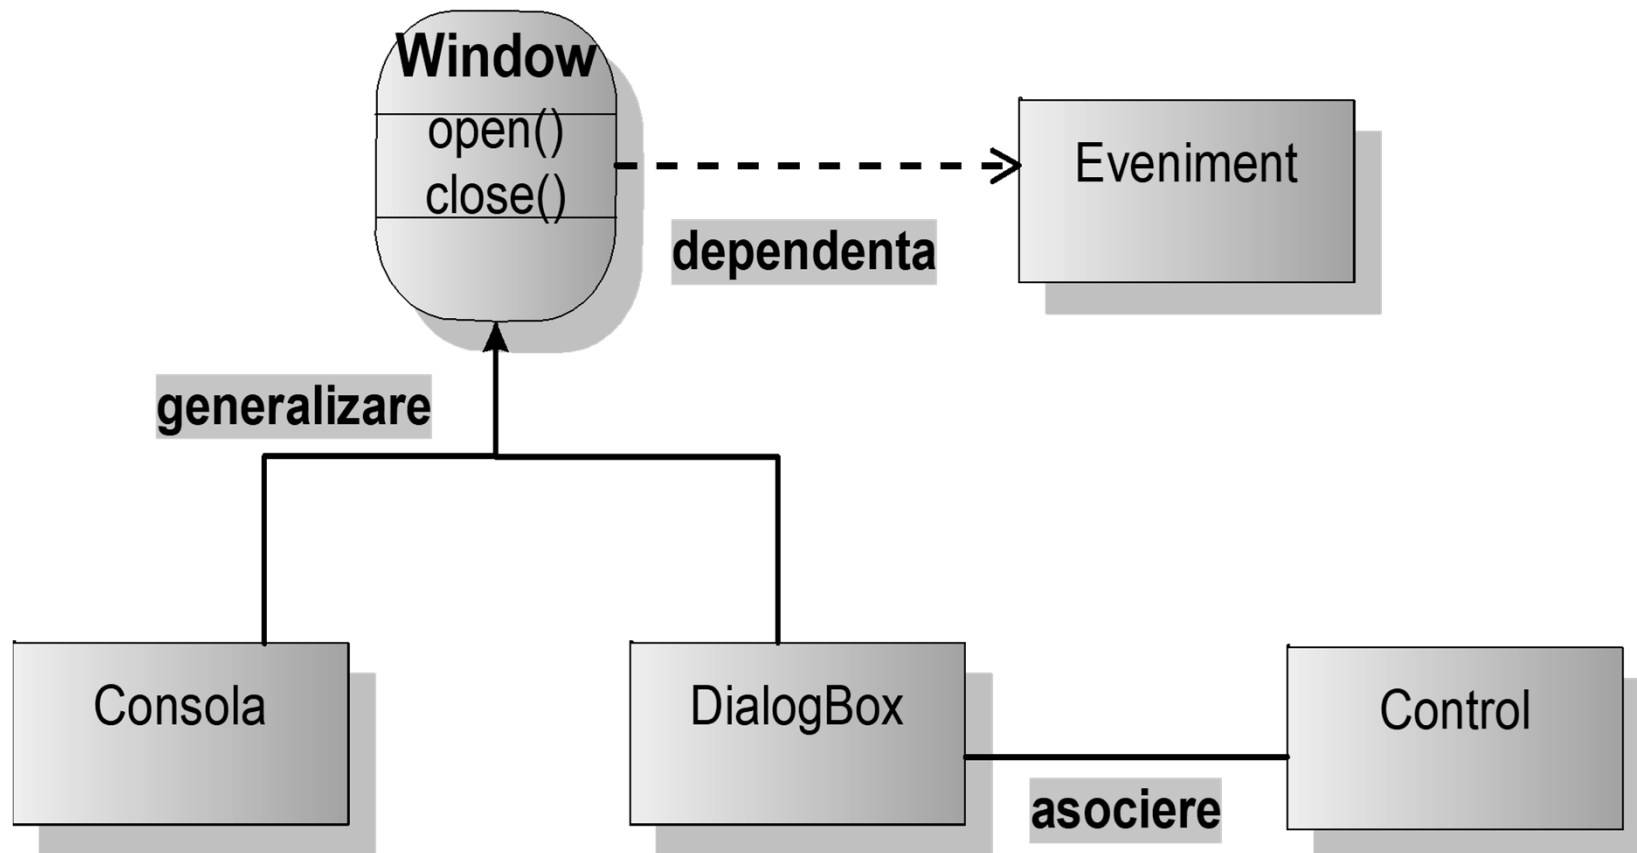 Window
open()
close()
Eveniment
dependenta
generalizare
Consola
DialogBox
Control
asociere